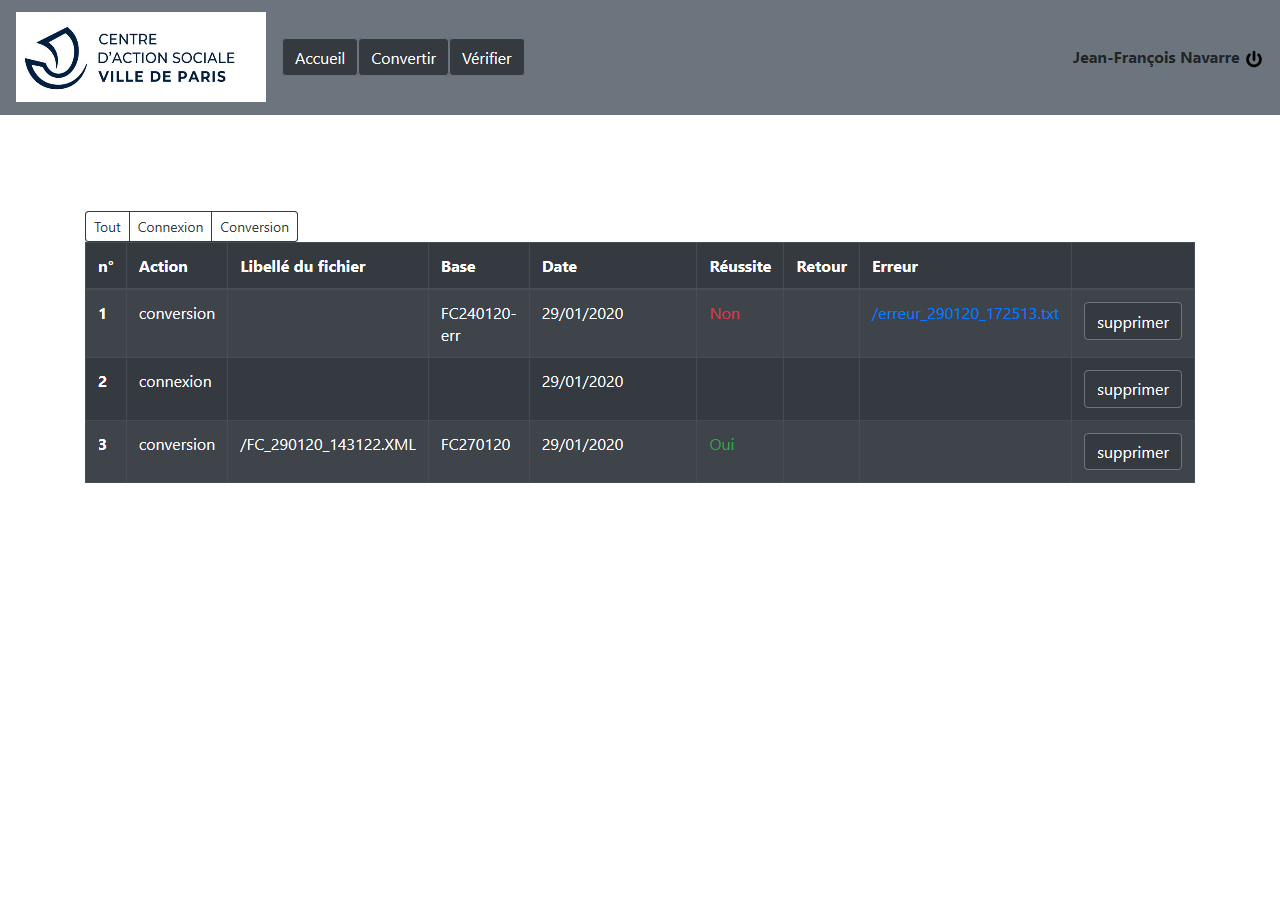 CENTRE
D'ACTION SOCIALE
VILLE DE PARIS
Accueil Convertir Vérifier
Jean-François Navarre
Tout Connexion Conversion
n° Action Libellé du fichier Base Date Réussite Retour Erreur
1 conversion FC240120-err 29/01/2020 Non /erreur_290120_172513.txt supprimer
2 connexion 29/01/2020 supprimer
3 conversion /FC_290120_143122.XML FC270120 29/01/2020 Oui supprimer